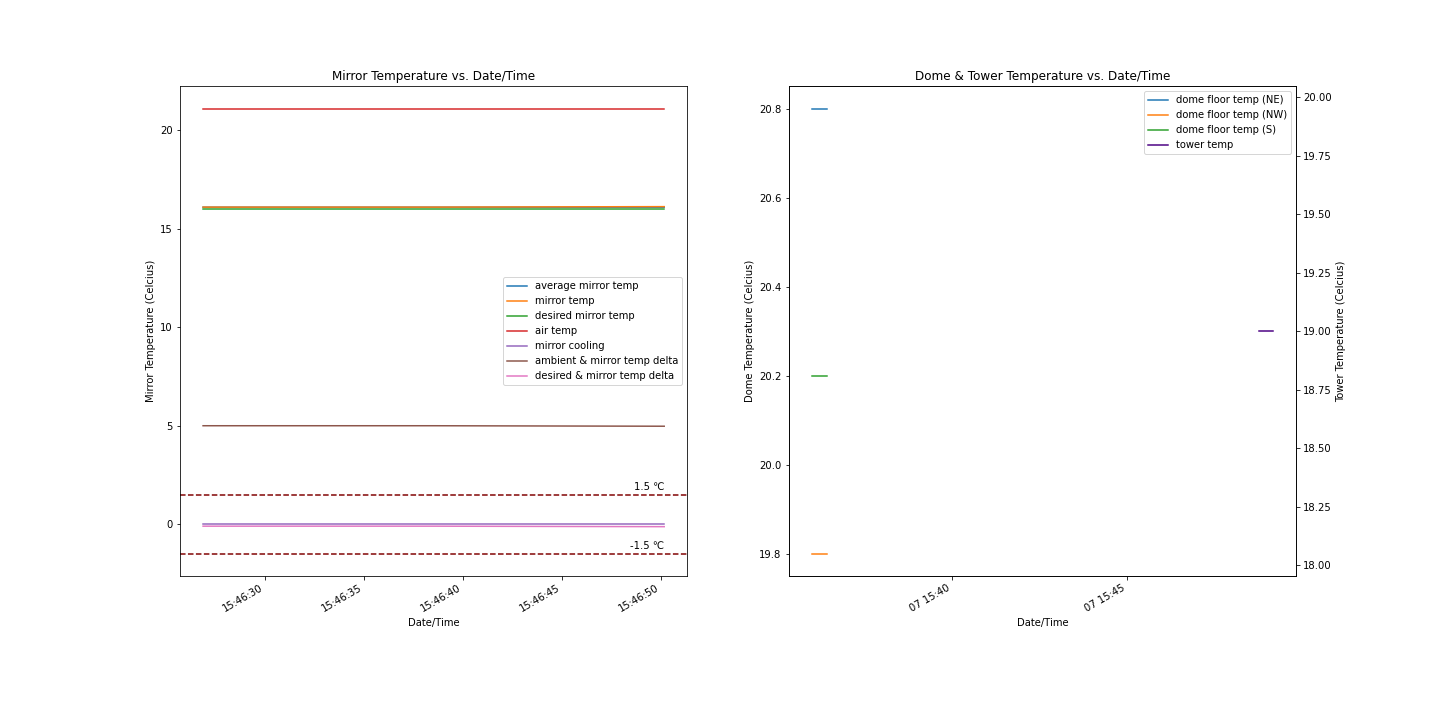 Mirror Temperature vs. Date/Time
Mirror Temperature (Celcius)
20
15
10
5
0
average mirror temp
mirror temp
desired mirror temp
air temp
mirror cooling
ambient & mirror temp delta
desired & mirror temp delta
1.5 ℃
-1.5 ℃
15:46:30
15:46:35
15:46:40
15:46:45
15:46:50
Date/Time
Dome & Tower Temperature vs. Date/Time
Dome Temperature (Celcius)
20.8
20.6
20.4
20.2
20.0
19.8
dome floor temp (NE)
dome floor temp (NW)
dome floor temp (S)
tower temp
20.00
19.75
19.50
19.25
19.00
18.75
18.50
18.25
18.00
Tower Temperature (Celcius)
07 15:40
07 15:45
Date/Time